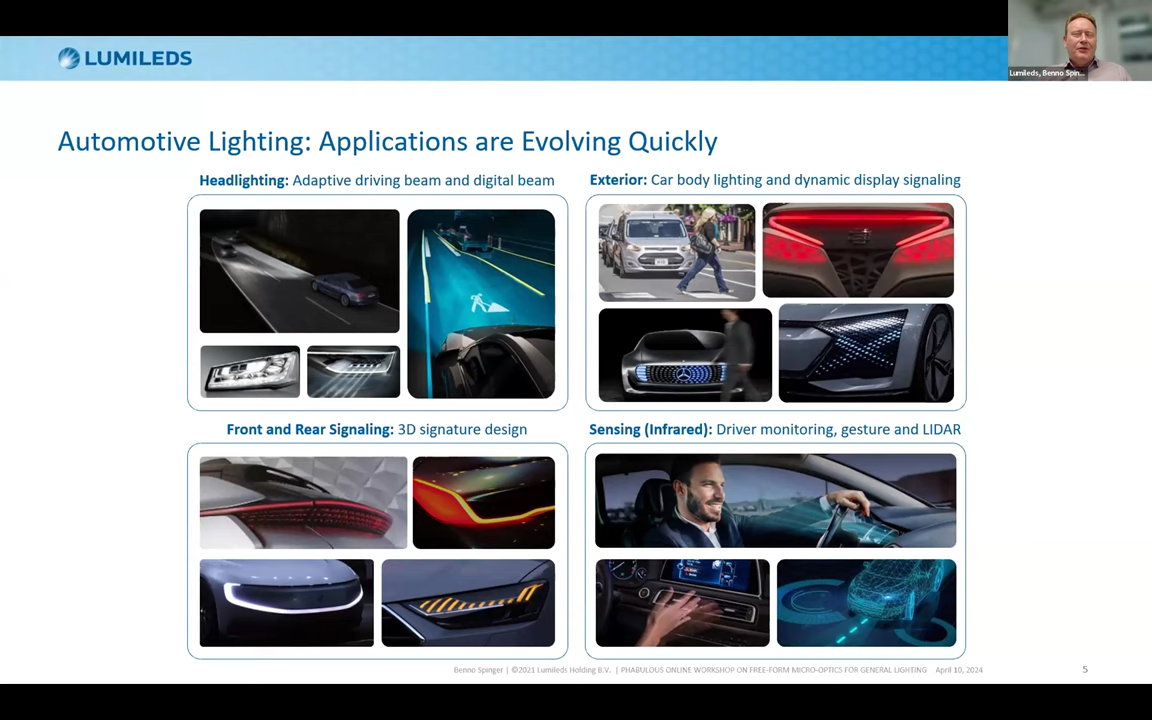 LUMILEDS
Lumileds, Benno Spin...
Automotive Lighting: Applications are Evolving Quickly
Headlighting: Adaptive driving beam and digital beam
Exterior: Car body lighting and dynamic display signaling
Front and Rear Signaling: 3D signature design
Sensing (Infrared): Driver monitoring, gesture and LIDAR
Benno Spinger | ©2021 Lumileds Holding B.V. | PHABULOUS ONLINE WORKSHOP ON FREE-FORM MICRO-OPTICS FOR GENERAL LIGHTING April 10, 2024
5